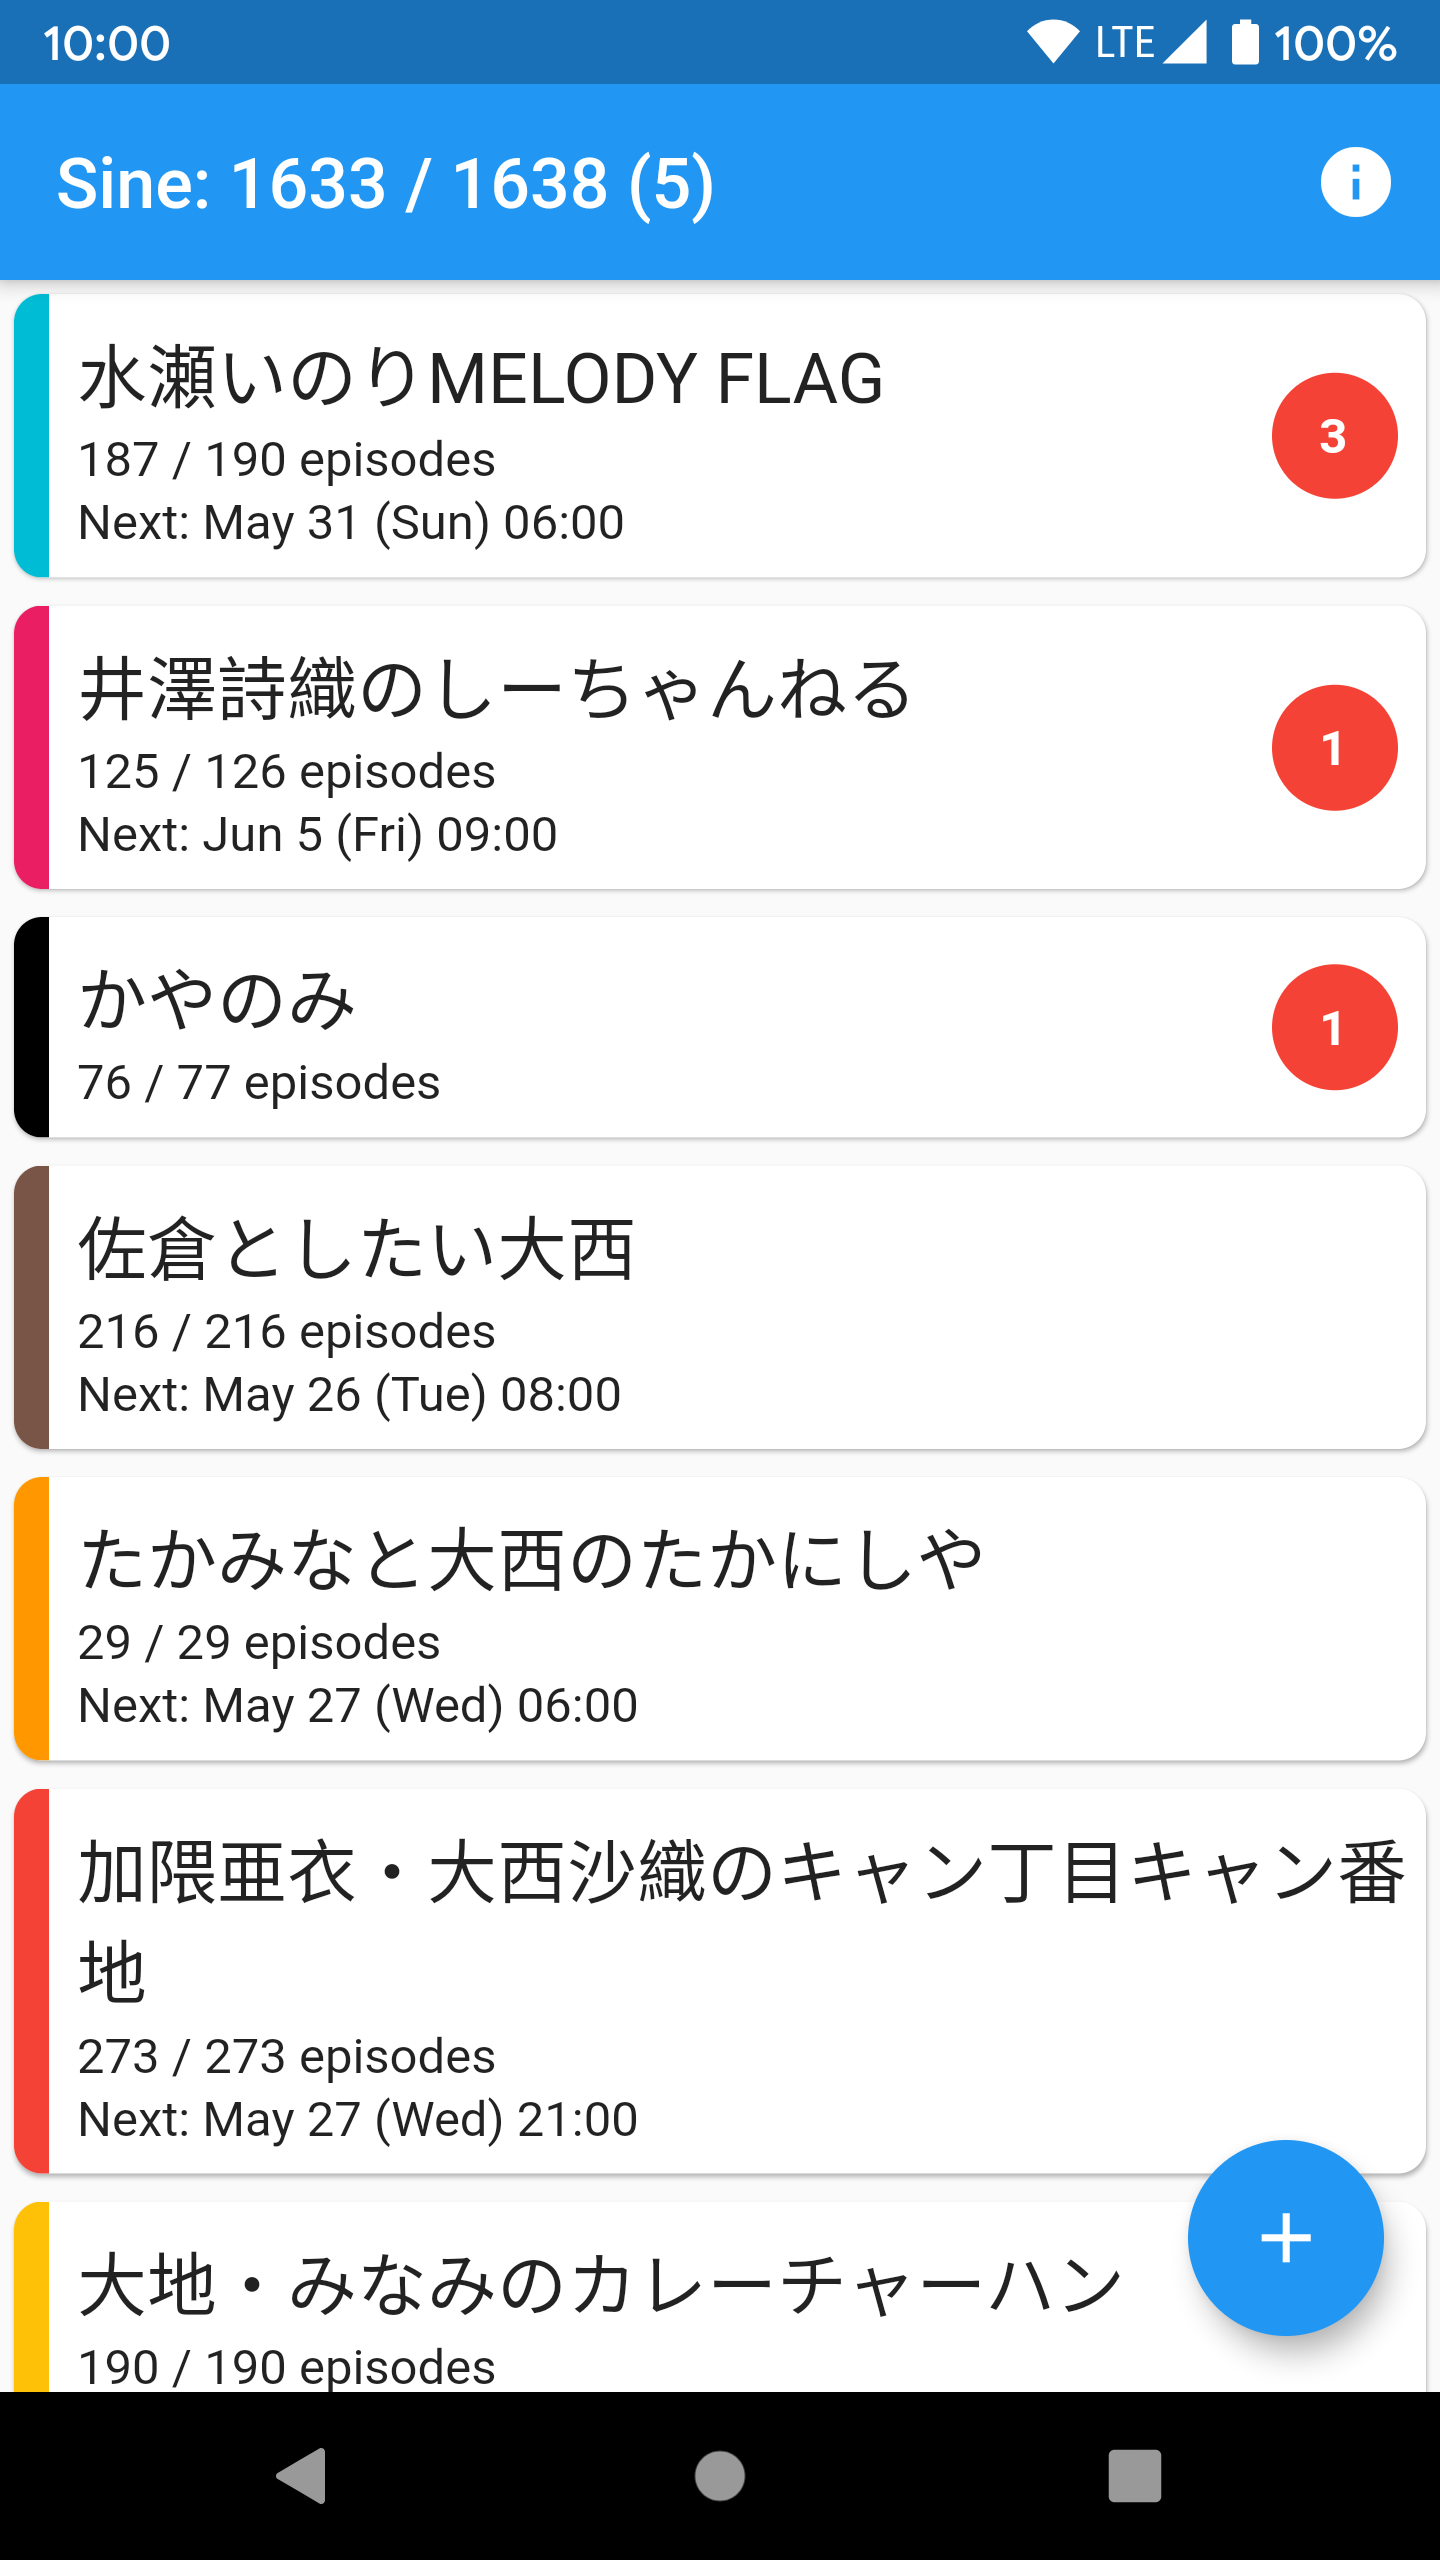 10:00
LTE 100%
Sine: 1633 / 1638 (5)
水瀬いのりMELODY FLAG
187 / 190 episodes
Next: May 31 (Sun) 06:00
3
井澤詩織のしーちゃんねる
125 / 126 episodes
Next: Jun 5 (Fri) 09:00
1
かやのみ
76 / 77 episodes
1
佐倉としたい大西
216 / 216 episodes
Next: May 26 (Tue) 08:00
たかみなと大西のたかにしや
29 / 29 episodes
Next: May 27 (Wed) 06:00
加隈亜衣・大西沙織のキャン丁目キャン番
地
273 / 273 episodes
Next: May 27 (Wed) 21:00
大地・みなみのカレーチャーハン
190 / 190 episodes